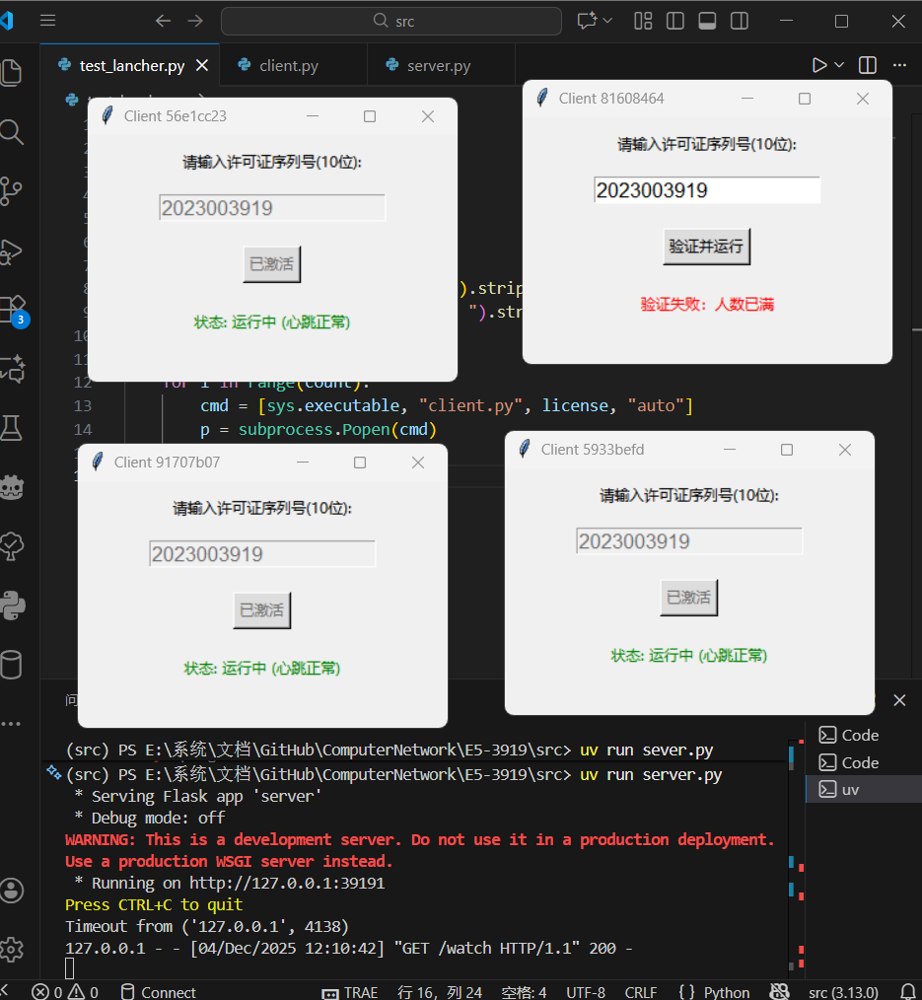 src
test_lancher.py
client.py
server.py
Client 56e1cc23
请输入许可证序列号(10位):
2023003919
已激活
状态: 运行中 (心跳正常)
Client 81608464
请输入许可证序列号(10位):
2023003919
验证并运行
验证失败：人数已满
).strip
").str
10
11
12
13 cmd = [sys.executable, "client.py", license, "auto"]
14 p = subprocess.Popen(cmd)
Client 91707b07
请输入许可证序列号(10位):
2023003919
已激活
状态: 运行中 (心跳正常)
Client 5933befd
请输入许可证序列号(10位):
2023003919
已激活
状态: 运行中 (心跳正常)
3
问
(src) PS E:\系统\文档\GitHub\ComputerNetwork\E5-3919\src> uv run sever.py
(src) PS E:\系统\文档\GitHub\ComputerNetwork\E5-3919\src> uv run server.py
* Serving Flask app 'server'
* Debug mode: off
WARNING: This is a development server. Do not use it in a production deployment.
Use a production WSGI server instead.
* Running on http://127.0.0.1:39191
Press CTRL+C to quit
Timeout from ('127.0.0.1', 4138)
127.0.0.1 - - [04/Dec/2025 12:10:42] "GET /watch HTTP/1.1" 200 -
Code
Code
uv
0 0 Connect TRAE 行 16，列 24 空格: 4 UTF-8 CRLF { } Python src (3.13.0)